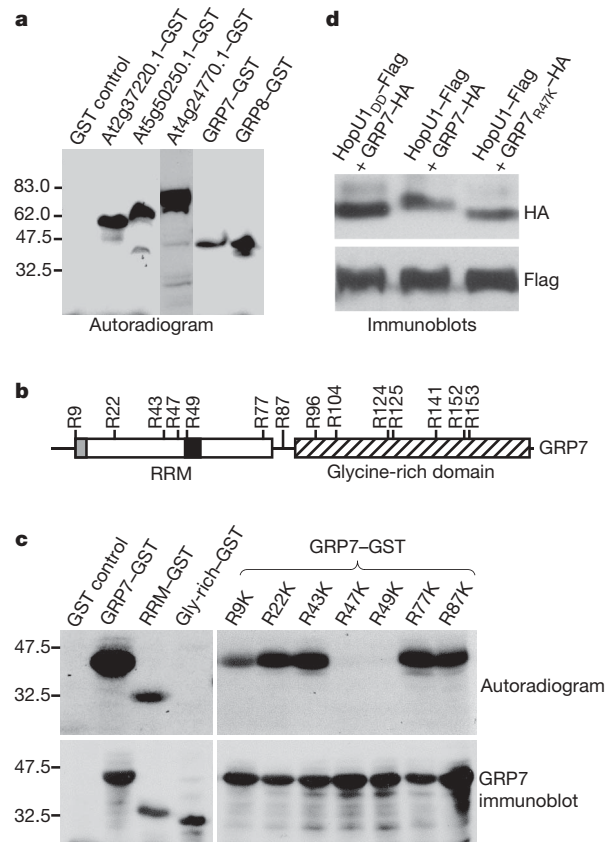 a
GST control
At2g37220.1–GST
At5g50250.1–GST
At4g24770.1–GST
GRP7–GST
GRP8–GST
83.0
62.0
47.5
32.5
Autoradiogram
d
HopU1DD–Flag
+ GRP7–HA
HopU1–Flag
+ GRP7–HA
HopU1–Flag
+ GRP7R47K–HA
HA
Flag
Immunoblots
b
R9
R22
R43
R47
R49
R77
R87
R96
R104
R124
R125
R141
R152
R153
GRP7
RRM
Glycine-rich domain
c
GST control
GRP7–GST
RRM–GST
Gly-rich–GST
GRP7–GST
R9K
R22K
R43K
R47K
R49K
R77K
R87K
47.5
32.5
Autoradiogram
47.5
32.5
GRP7
immunoblot